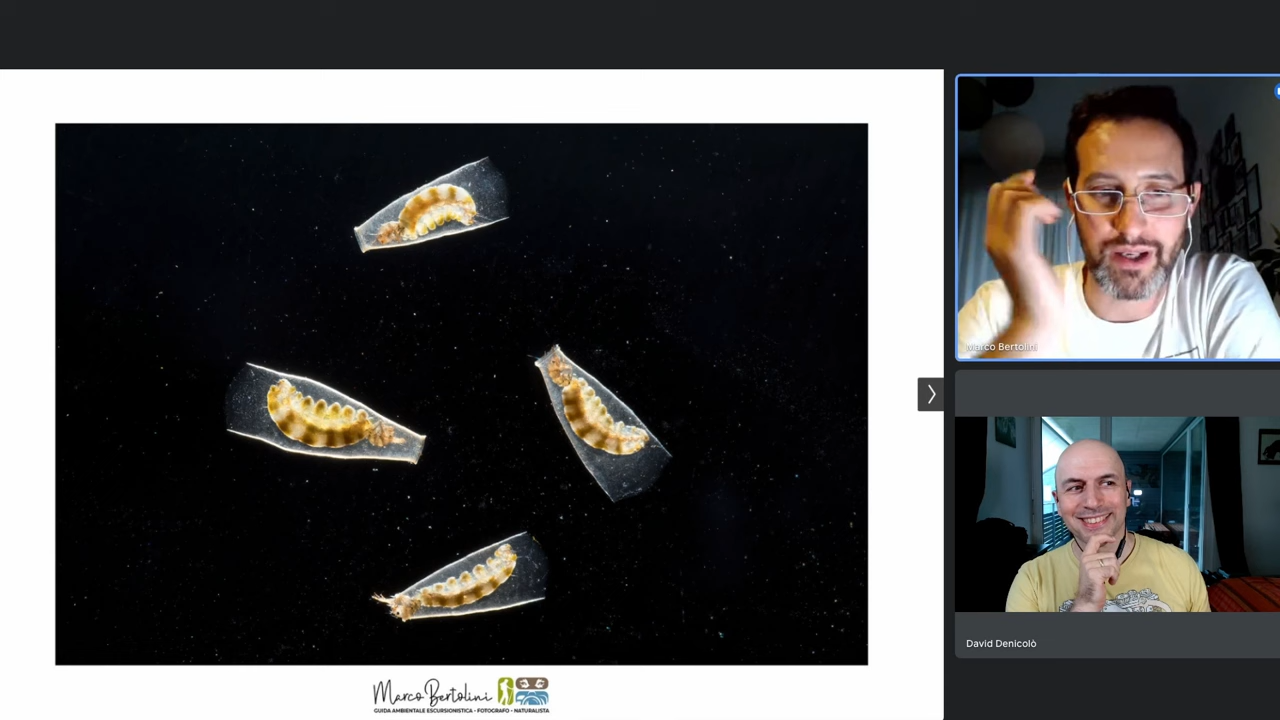 Marco Bertolini
David Denicolò
Marco Bertolini
GUIDA AMBIENTALE ESCURSIONISTICA - FOTOGRAFO - NATURALISTA